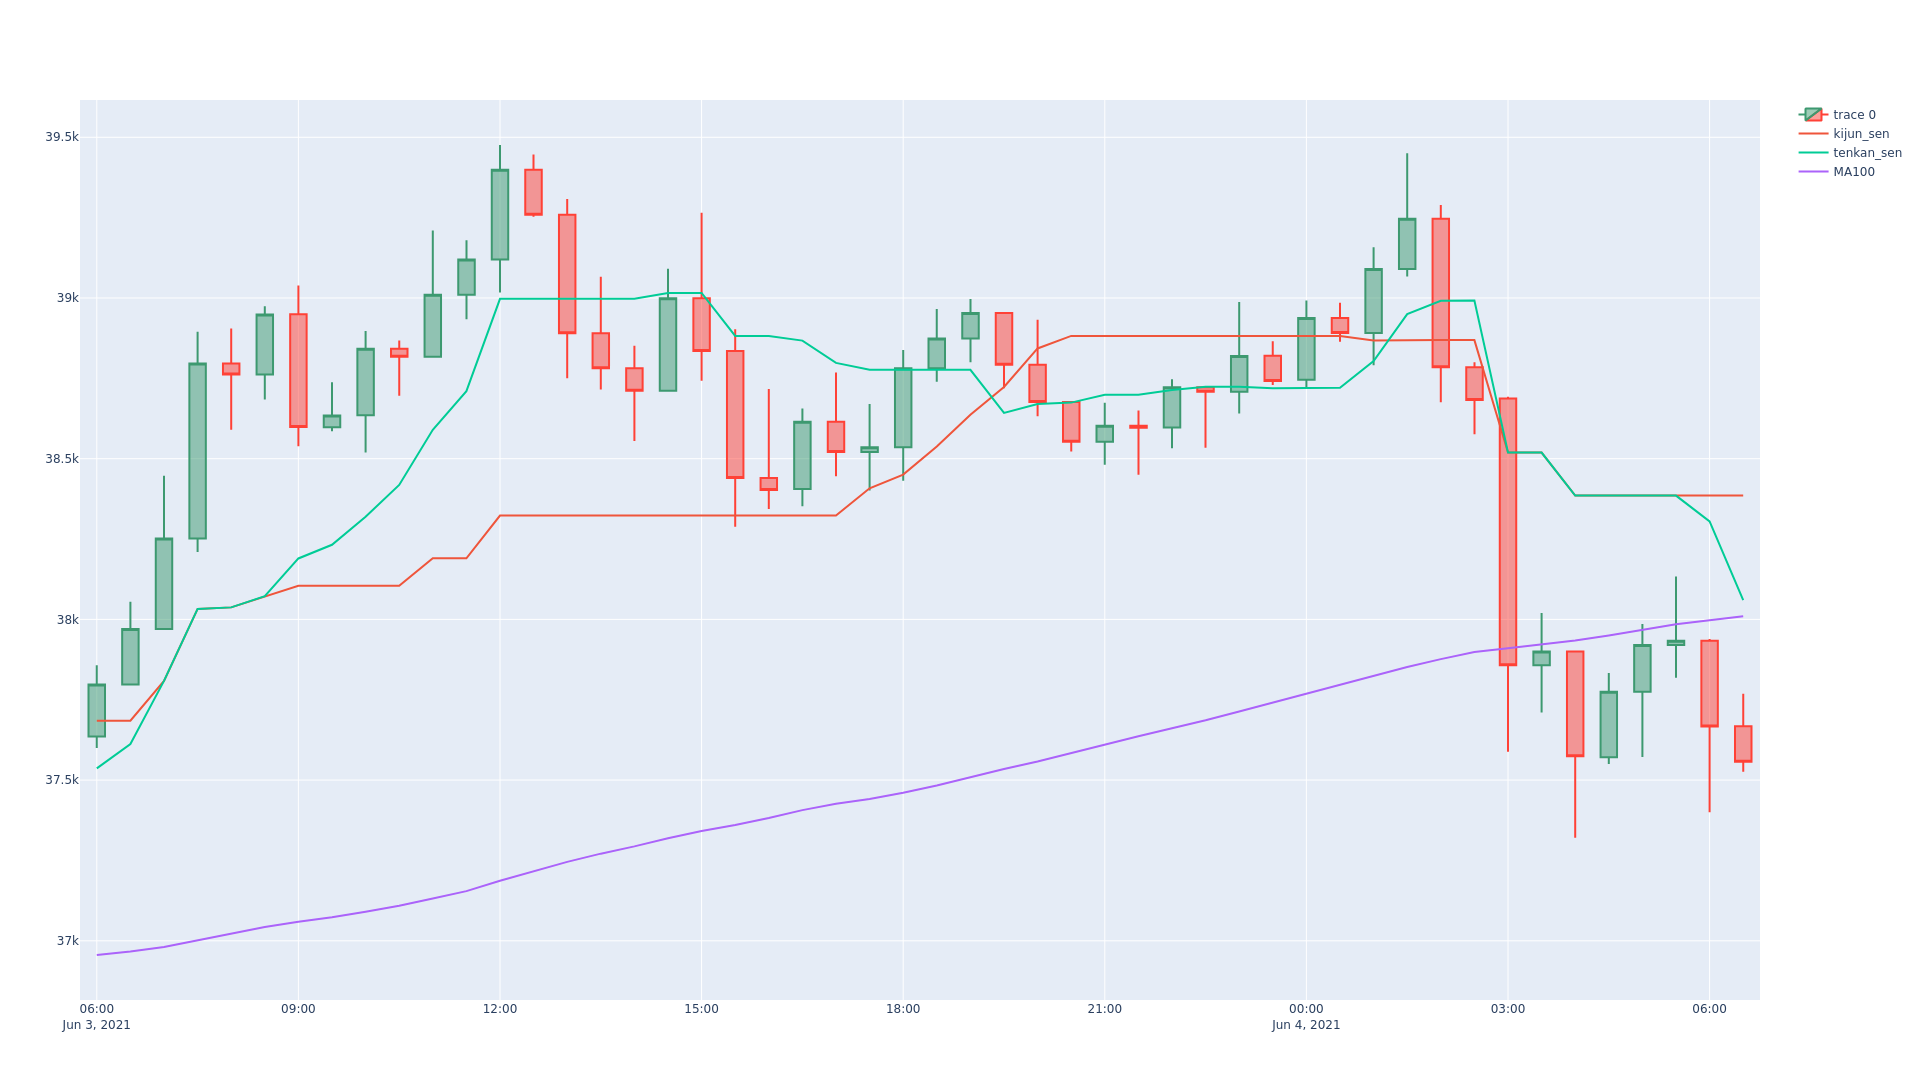 39.5k
39k
38.5k
38k
37.5k
37k
06:00
Jun 3, 2021
09:00
12:00
15:00
18:00
21:00
00:00
Jun 4, 2021
03:00
06:00
trace 0
kijun_sen
tenkan_sen
MA100